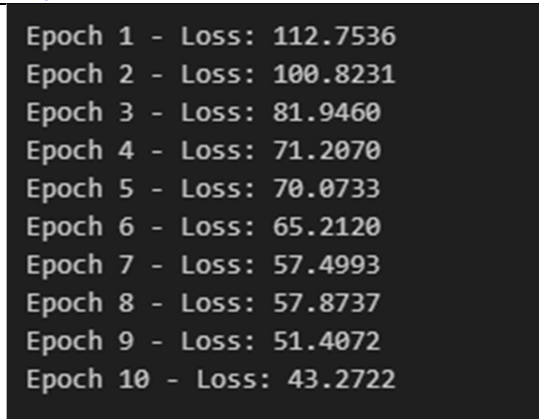 Epoch 1 - Loss: 112.7536
Epoch 2 - Loss: 100.8231
Epoch 3 - Loss: 81.9460
Epoch 4 - Loss: 71.2070
Epoch 5 - Loss: 70.0733
Epoch 6 - Loss: 65.2120
Epoch 7 - Loss: 57.4993
Epoch 8 - Loss: 57.8737
Epoch 9 - Loss: 51.4072
Epoch 10 - Loss: 43.2722